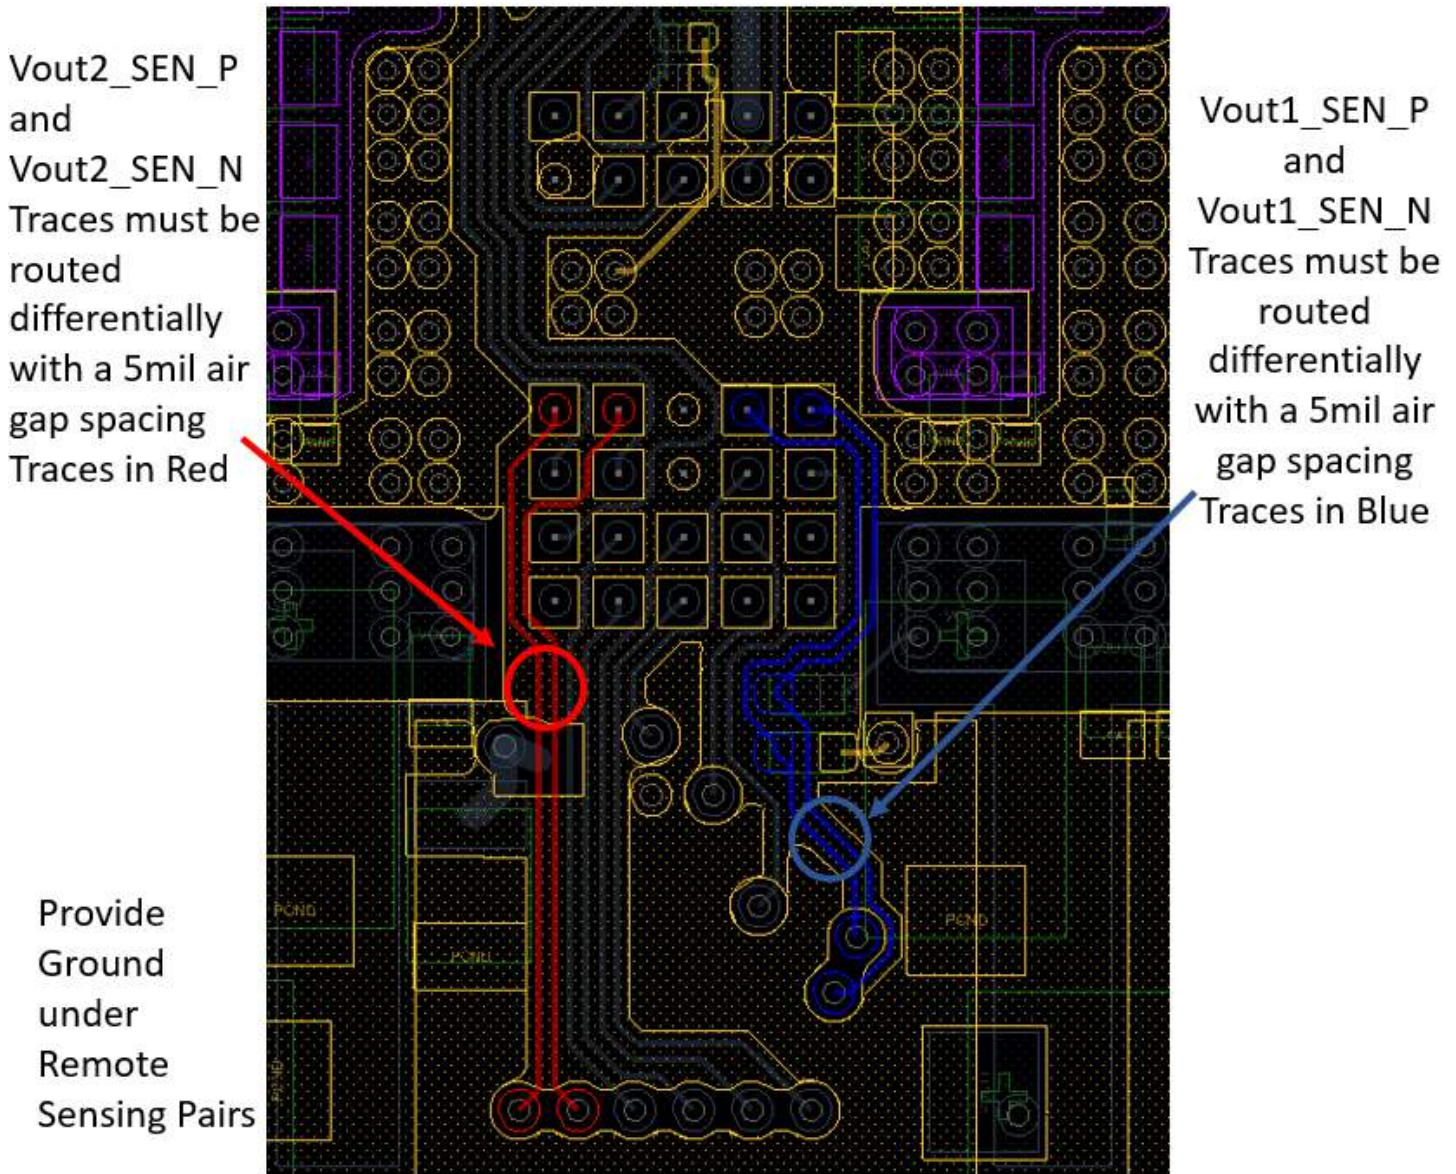 Vout2_SEN_P
and
Vout2_SEN_N
Traces must be
routed
differentially
with a 5mil air
gap spacing
Traces in Red
Vout1_SEN_P
and
Vout1_SEN_N
Traces must be
routed
differentially
with a 5mil air
gap spacing
Traces in Blue
Provide
Ground
under
Remote
Sensing Pairs
PGND
PGND
PGND